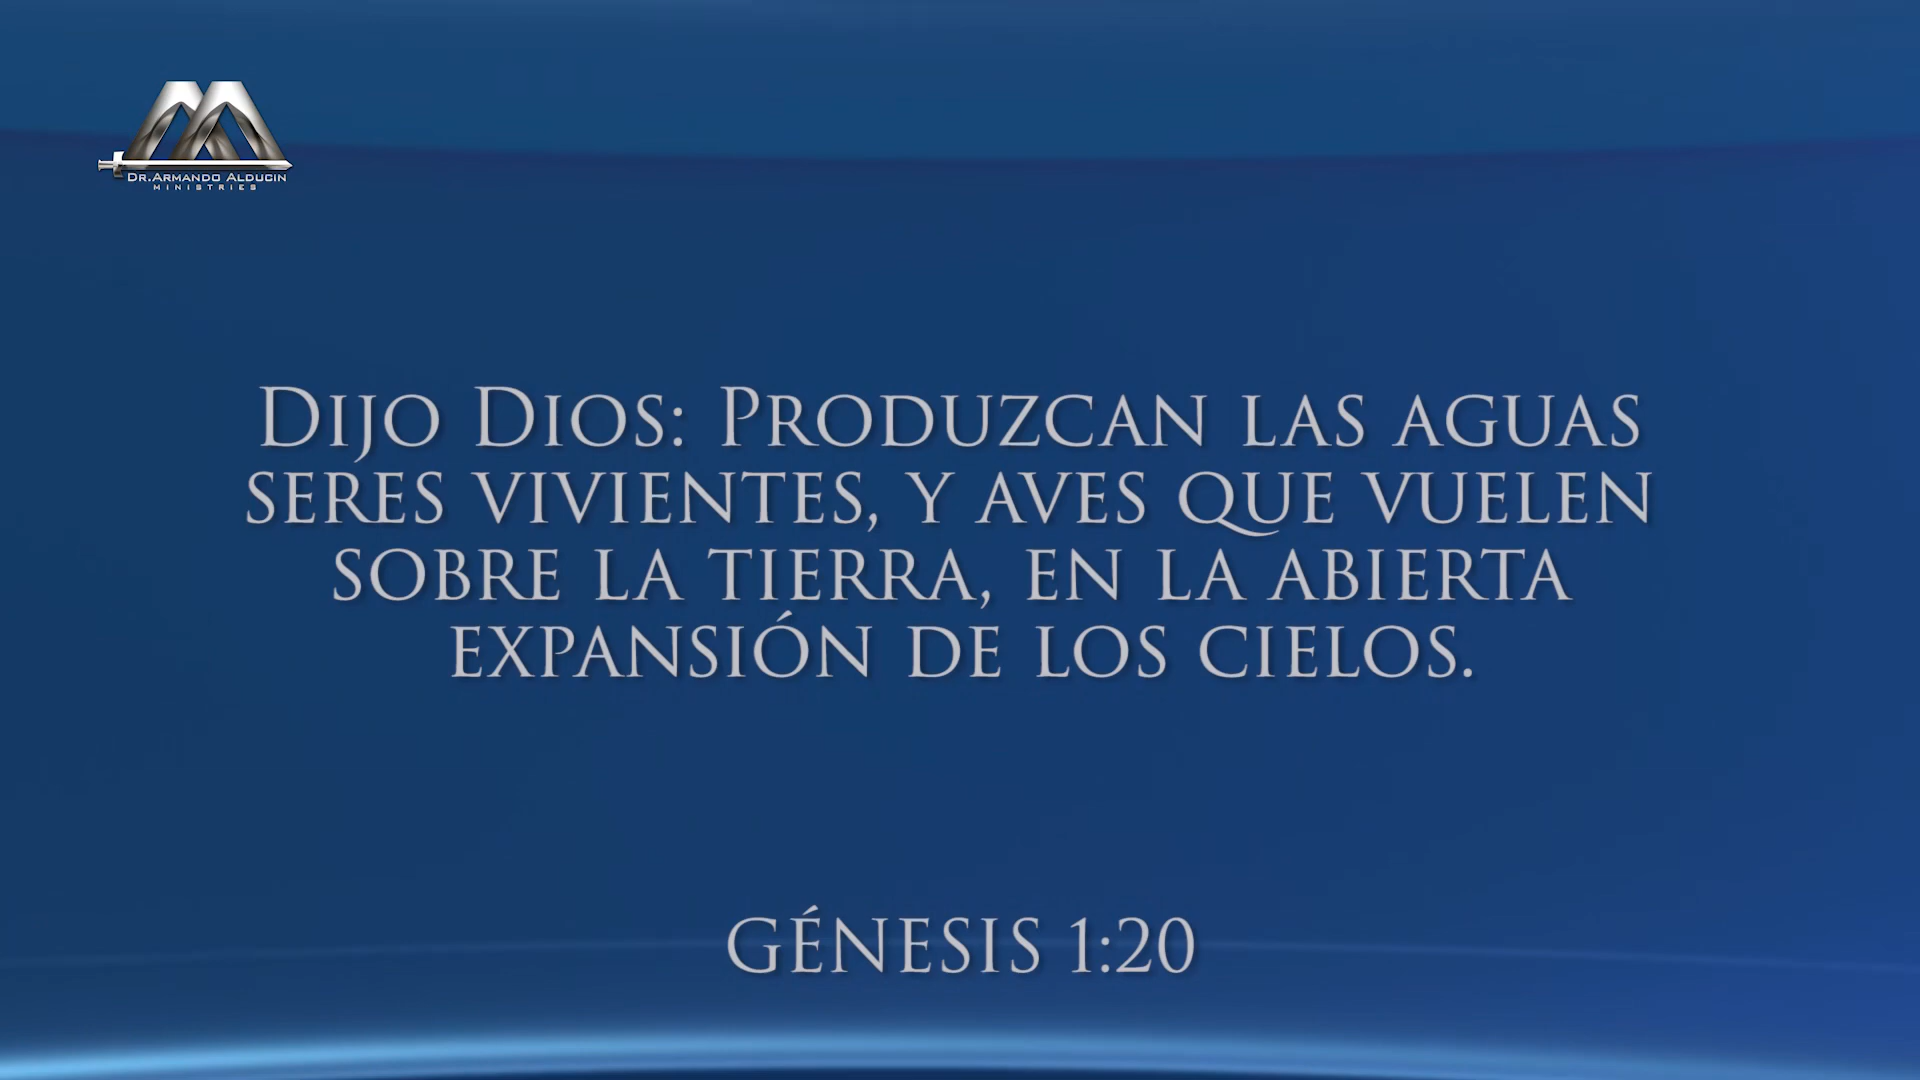 DR.ARMANDO ALDUCIN
MINISTRIES
DIJO DIOS: PRODUZCAN LAS AGUAS
SERES VIVIENTES, Y AVES QUE VUELEN
SOBRE LA TIERRA, EN LA ABIERTA
EXPANSIÓN DE LOS CIELOS.
GÉNESIS 1:20